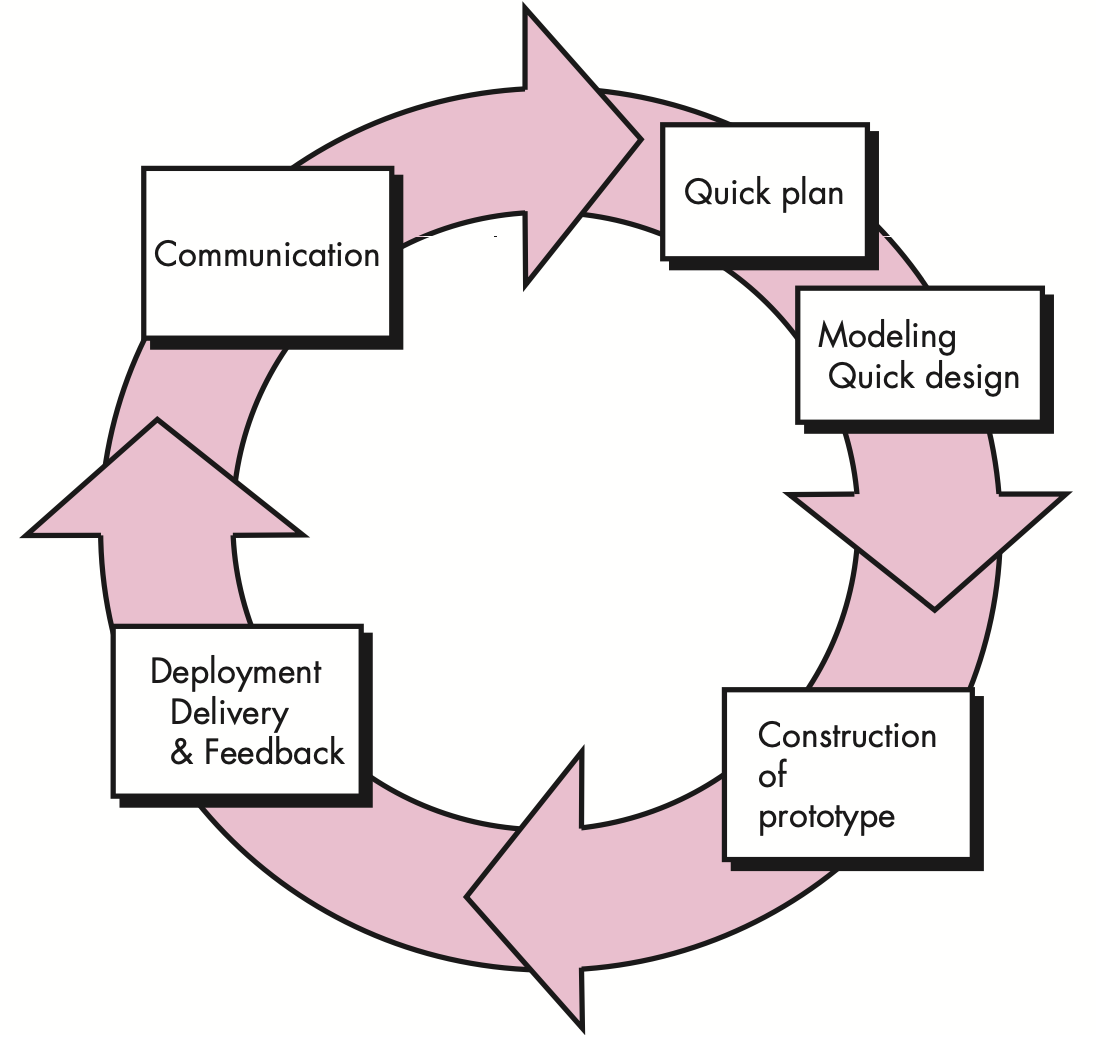 Communication
Quick plan
Modeling
Quick design
Construction
of
prototype
Deployment
Delivery
& Feedback